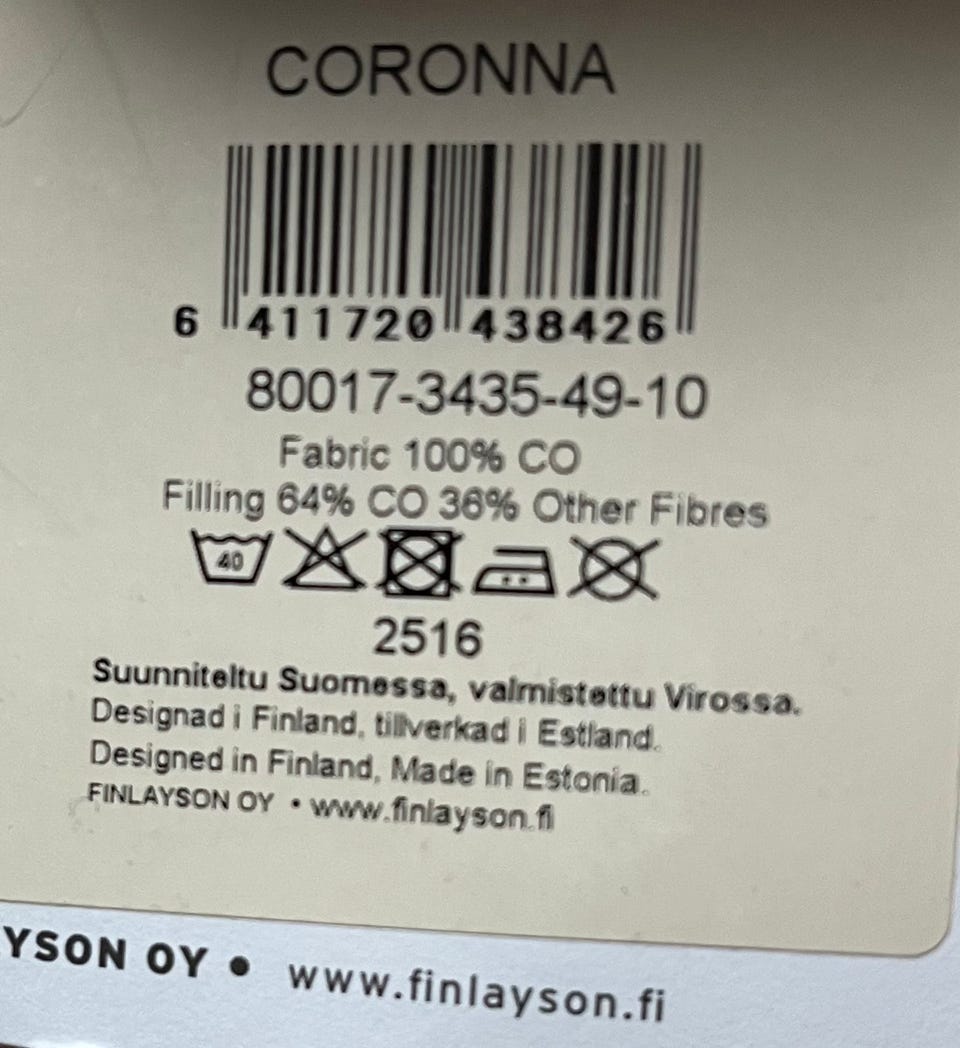 CORONNA
6 411720 438426
80017-3435-49-10
Fabric 100% CO
Filling 64% CO 36% Other Fibres
40
2516
Suunniteltu Suomessa, valmistettu Virossa.
Designad i Finland, tillverkad i Estland.
Designed in Finland, Made in Estonia.
FINLAYSON OY • www.finlayson.fi
YSON OY • www.finlayson.fi